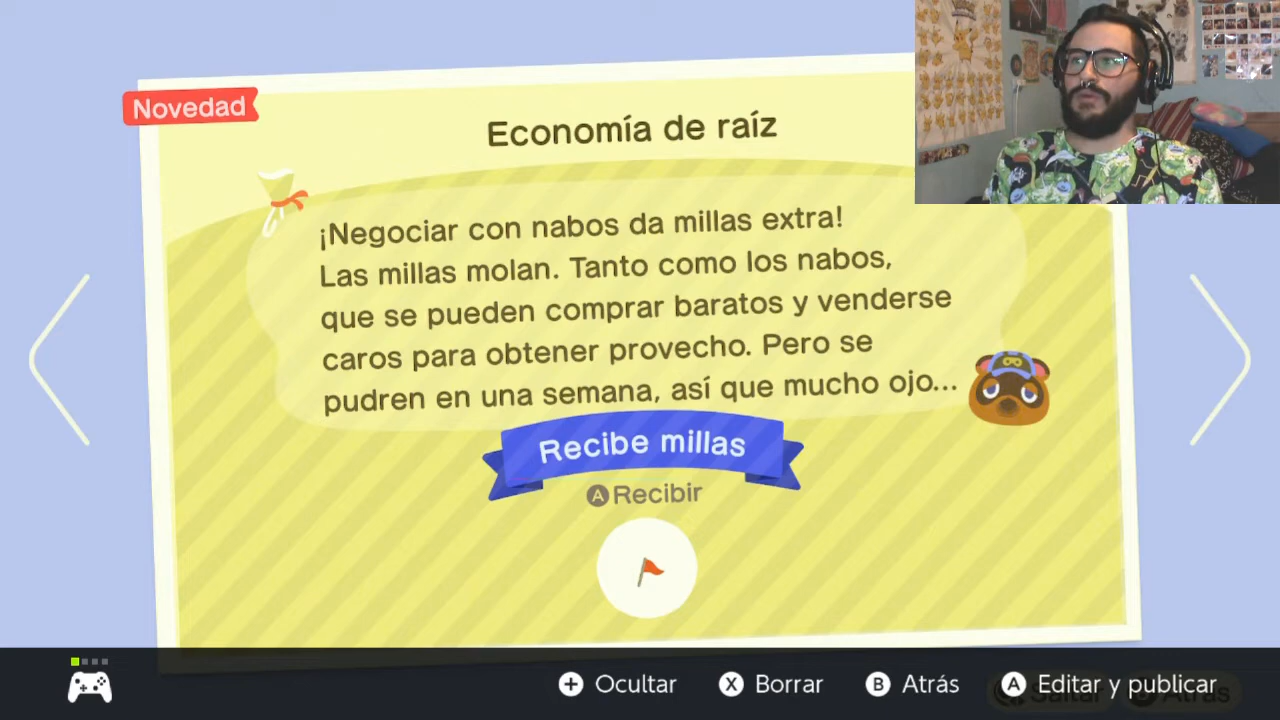 Novedad
Economía de raíz
¡Negociar con nabos da millas extra!
Las millas molan. Tanto como los nabos,
que se pueden comprar baratos y venderse
caros para obtener provecho. Pero se
pudren en una semana, así que mucho ojo...
Recibe millas
A Recibir
+ Ocultar X Borrar B Atrás A Editar y publicar
Saltar Atrás